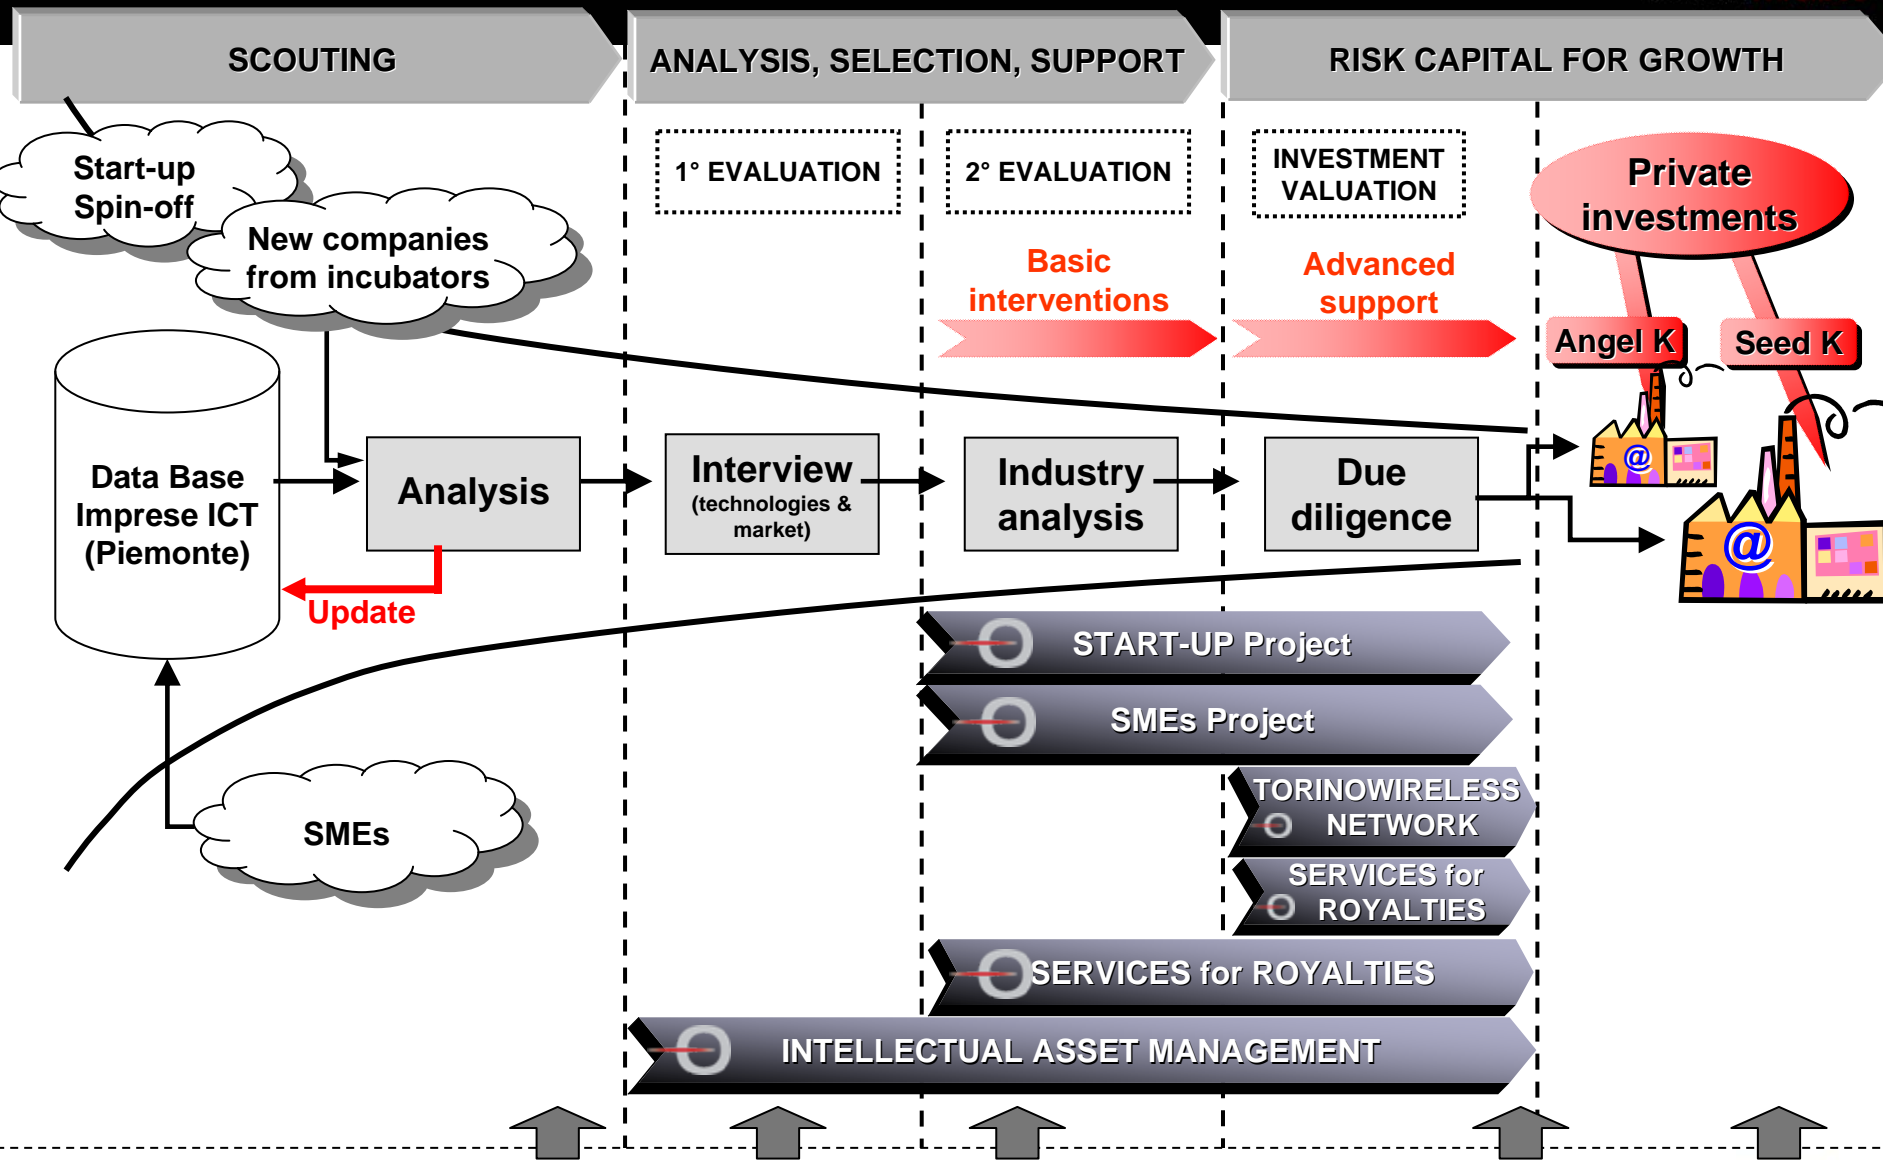 SCOUTING
ANALYSIS, SELECTION, SUPPORT
RISK CAPITAL FOR GROWTH
Start-up
Spin-off
New companies
from incubators
1° EVALUATION
2° EVALUATION
INVESTMENT
VALUATION
Private
investments
Basic
interventions
Advanced
support
Angel K
Seed K
Data Base
Imprese ICT
(Piemonte)
Analysis
Interview
(technologies &
market)
Industry
analysis
Due
diligence
@
@
Update
START-UP Project
SMEs Project
SMEs
TORINOWIRELESS
NETWORK
SERVICES for
ROYALTIES
SERVICES for ROYALTIES
INTELLECTUAL ASSET MANAGEMENT